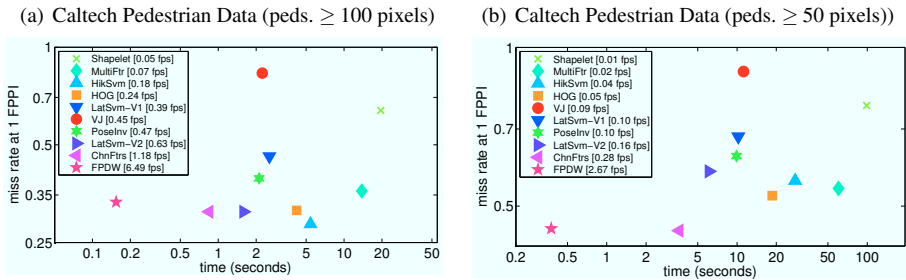 (a) Caltech Pedestrian Data (peds. ≥ 100 pixels)
miss rate at 1 FPPI
1
0.7
0.5
0.35
0.25
Shapelet [0.05 fps]
MultiFtr [0.07 fps]
HikSvm [0.18 fps]
HOG [0.24 fps]
LatSvm-V1 [0.39 fps]
VJ [0.45 fps]
PoseInv [0.47 fps]
LatSvm-V2 [0.63 fps]
ChnFtrs [1.18 fps]
FPDW [6.49 fps]
0.1 0.2 0.5 1 2 5 10 20 50
time (seconds)
(b) Caltech Pedestrian Data (peds. ≥ 50 pixels))
miss rate at 1 FPPI
1
0.7
0.5
Shapelet [0.01 fps]
MultiFtr [0.02 fps]
HikSvm [0.04 fps]
HOG [0.05 fps]
VJ [0.09 fps]
LatSvm-V1 [0.10 fps]
PoseInv [0.10 fps]
LatSvm-V2 [0.16 fps]
ChnFtrs [0.28 fps]
FPDW [2.67 fps]
0.2 0.5 1 2 5 10 20 50 100
time (seconds)